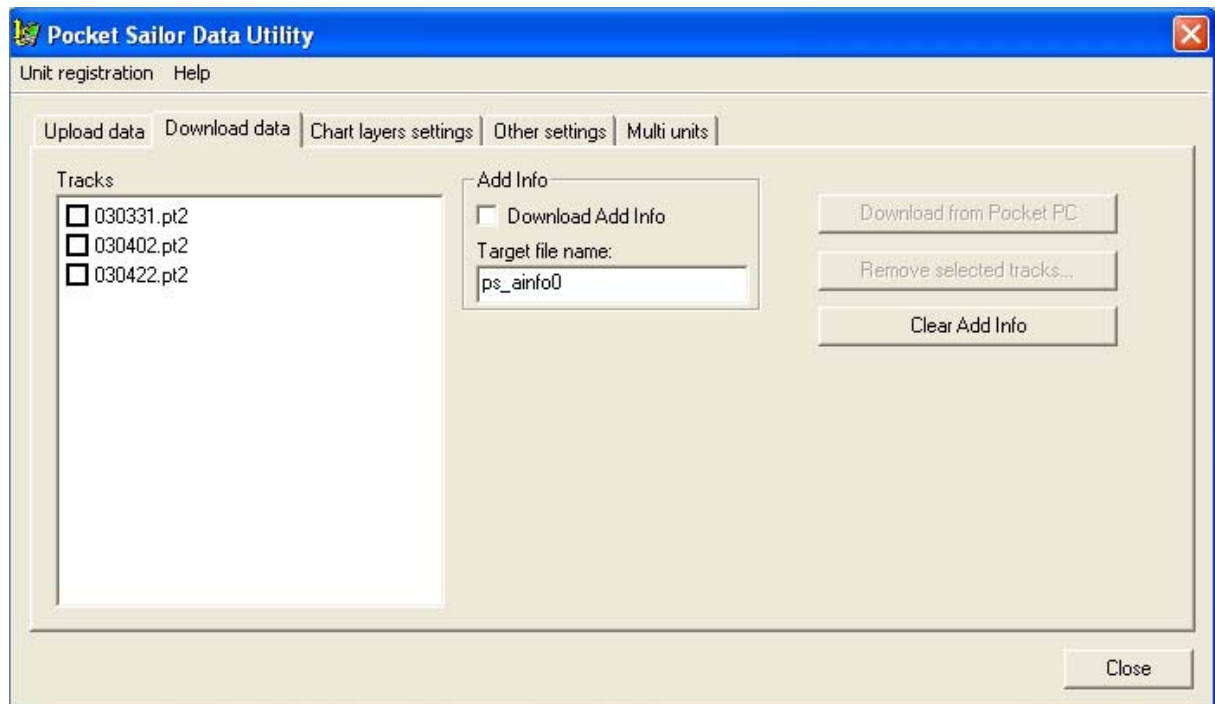 Pocket Sailor Data Utility
Unit registration Help
Upload data Download data Chart layers settings Other settings Multi units
Tracks
030331.pt2
030402.pt2
030422.pt2
Add Info
Download Add Info
Target file name:
ps_ainfo0
Download from Pocket PC
Remove selected tracks...
Clear Add Info
Close